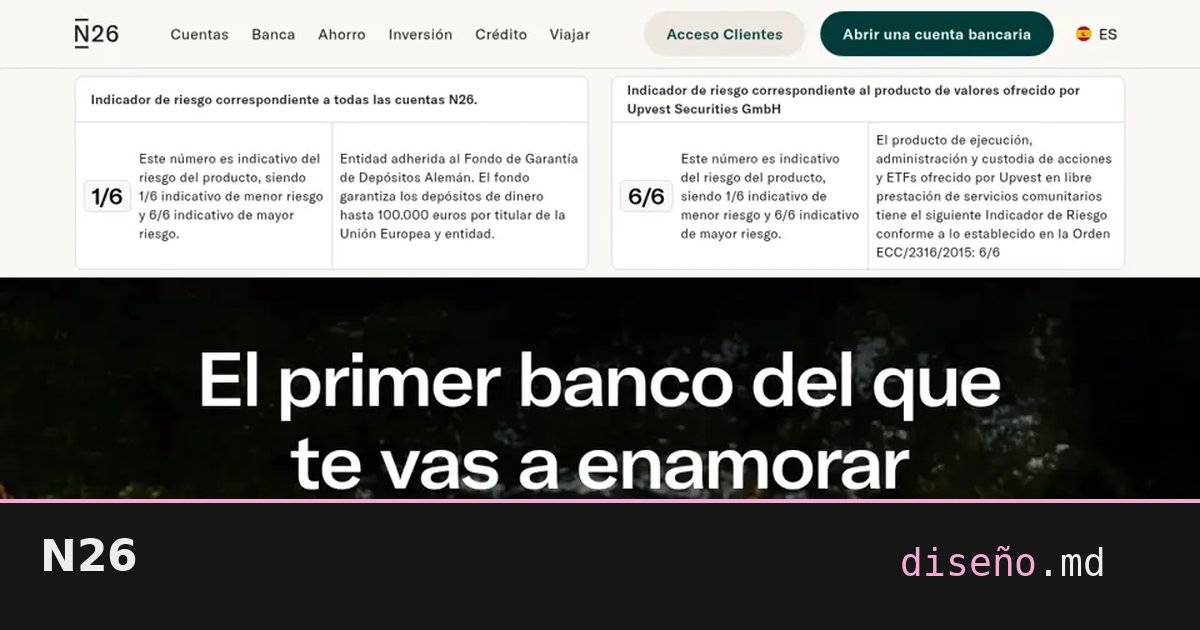 N26
Cuentas Banca Ahorro Inversión Crédito Viajar
Acceso Clientes
Abrir una cuenta bancaria
ES
Indicador de riesgo correspondiente a todas las cuentas N26.
1/6
Este número es indicativo del
riesgo del producto, siendo
1/6 indicativo de menor riesgo
y 6/6 indicativo de mayor
riesgo.
Entidad adherida al Fondo de Garantía
de Depósitos Alemán. El fondo
garantiza los depósitos de dinero
hasta 100.000 euros por titular de la
Unión Europea y entidad.
Indicador de riesgo correspondiente al producto de valores ofrecido por
Upvest Securities GmbH
6/6
Este número es indicativo
del riesgo del producto,
siendo 1/6 indicativo de
menor riesgo y 6/6 indicativo
de mayor riesgo.
El producto de ejecución,
administración y custodia de acciones
y ETFs ofrecido por Upvest en libre
prestación de servicios comunitarios
tiene el siguiente Indicador de Riesgo
conforme a lo establecido en la Orden
ECC/2316/2015: 6/6
El primer banco del que
te vas a enamorar
N26
diseño.md